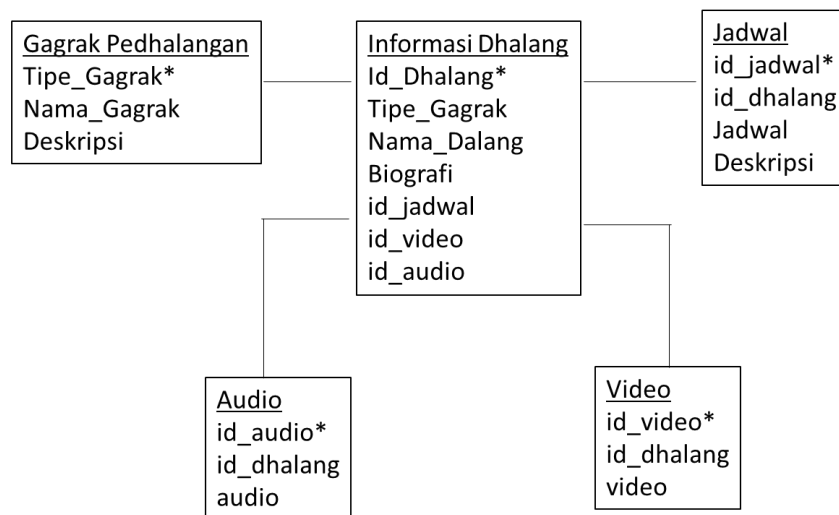 Gagrak Pedhalangan
Tipe_Gagrak*
Nama_Gagrak
Deskripsi
Informasi Dhalang
Id_Dhalang*
Tipe_Gagrak
Nama_Dalang
Biografi
id_jadwal
id_video
id_audio
Jadwal
id_jadwal*
id_dhalang
Jadwal
Deskripsi
Audio
id_audio*
id_dhalang
audio
Video
id_video*
id_dhalang
video